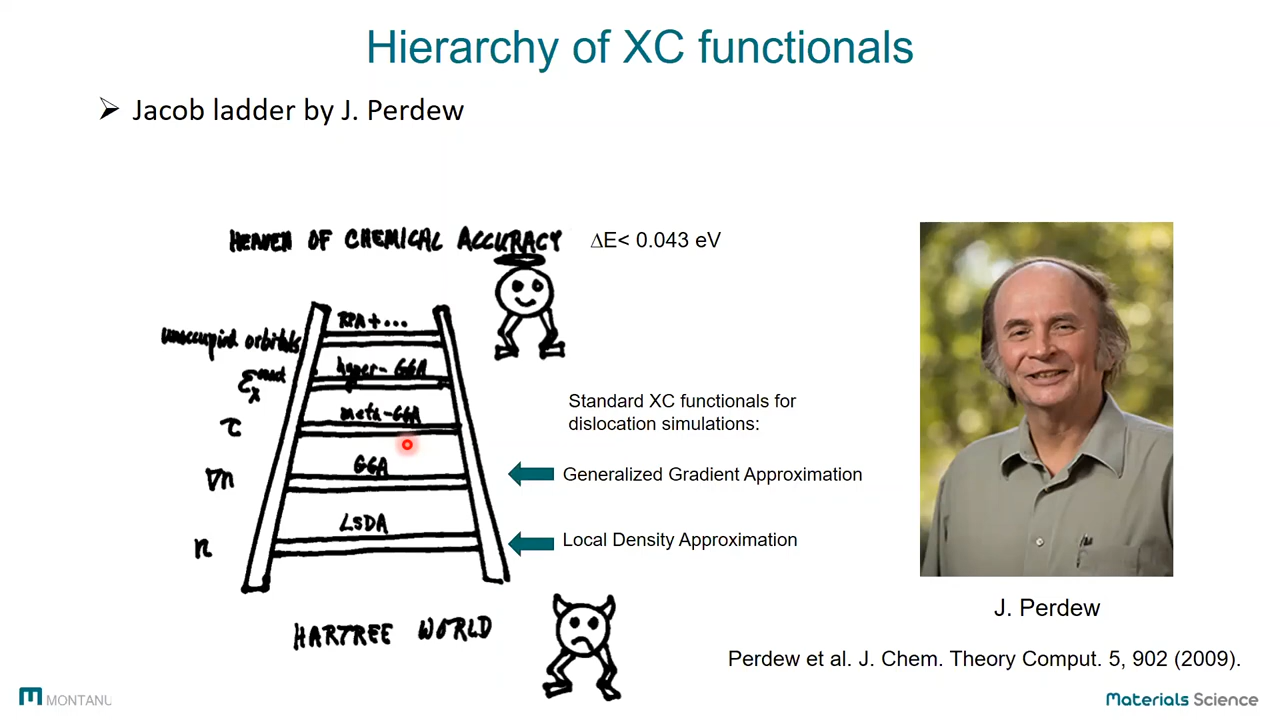 Hierarchy of XC functionals
Jacob ladder by J. Perdew
HEAVEN OF CHEMICAL ACCURACY
ΔE< 0.043 eV
RPA+...
unoccupied orbitals
hyper-GGA
meta-GGA
τ
Standard XC functionals for
dislocation simulations:
GGA
∇n
Generalized Gradient Approximation
LSDA
n
Local Density Approximation
HARTREE WORLD
J. Perdew
Perdew et al. J. Chem. Theory Comput. 5, 902 (2009).
MONTANU
Materials Science